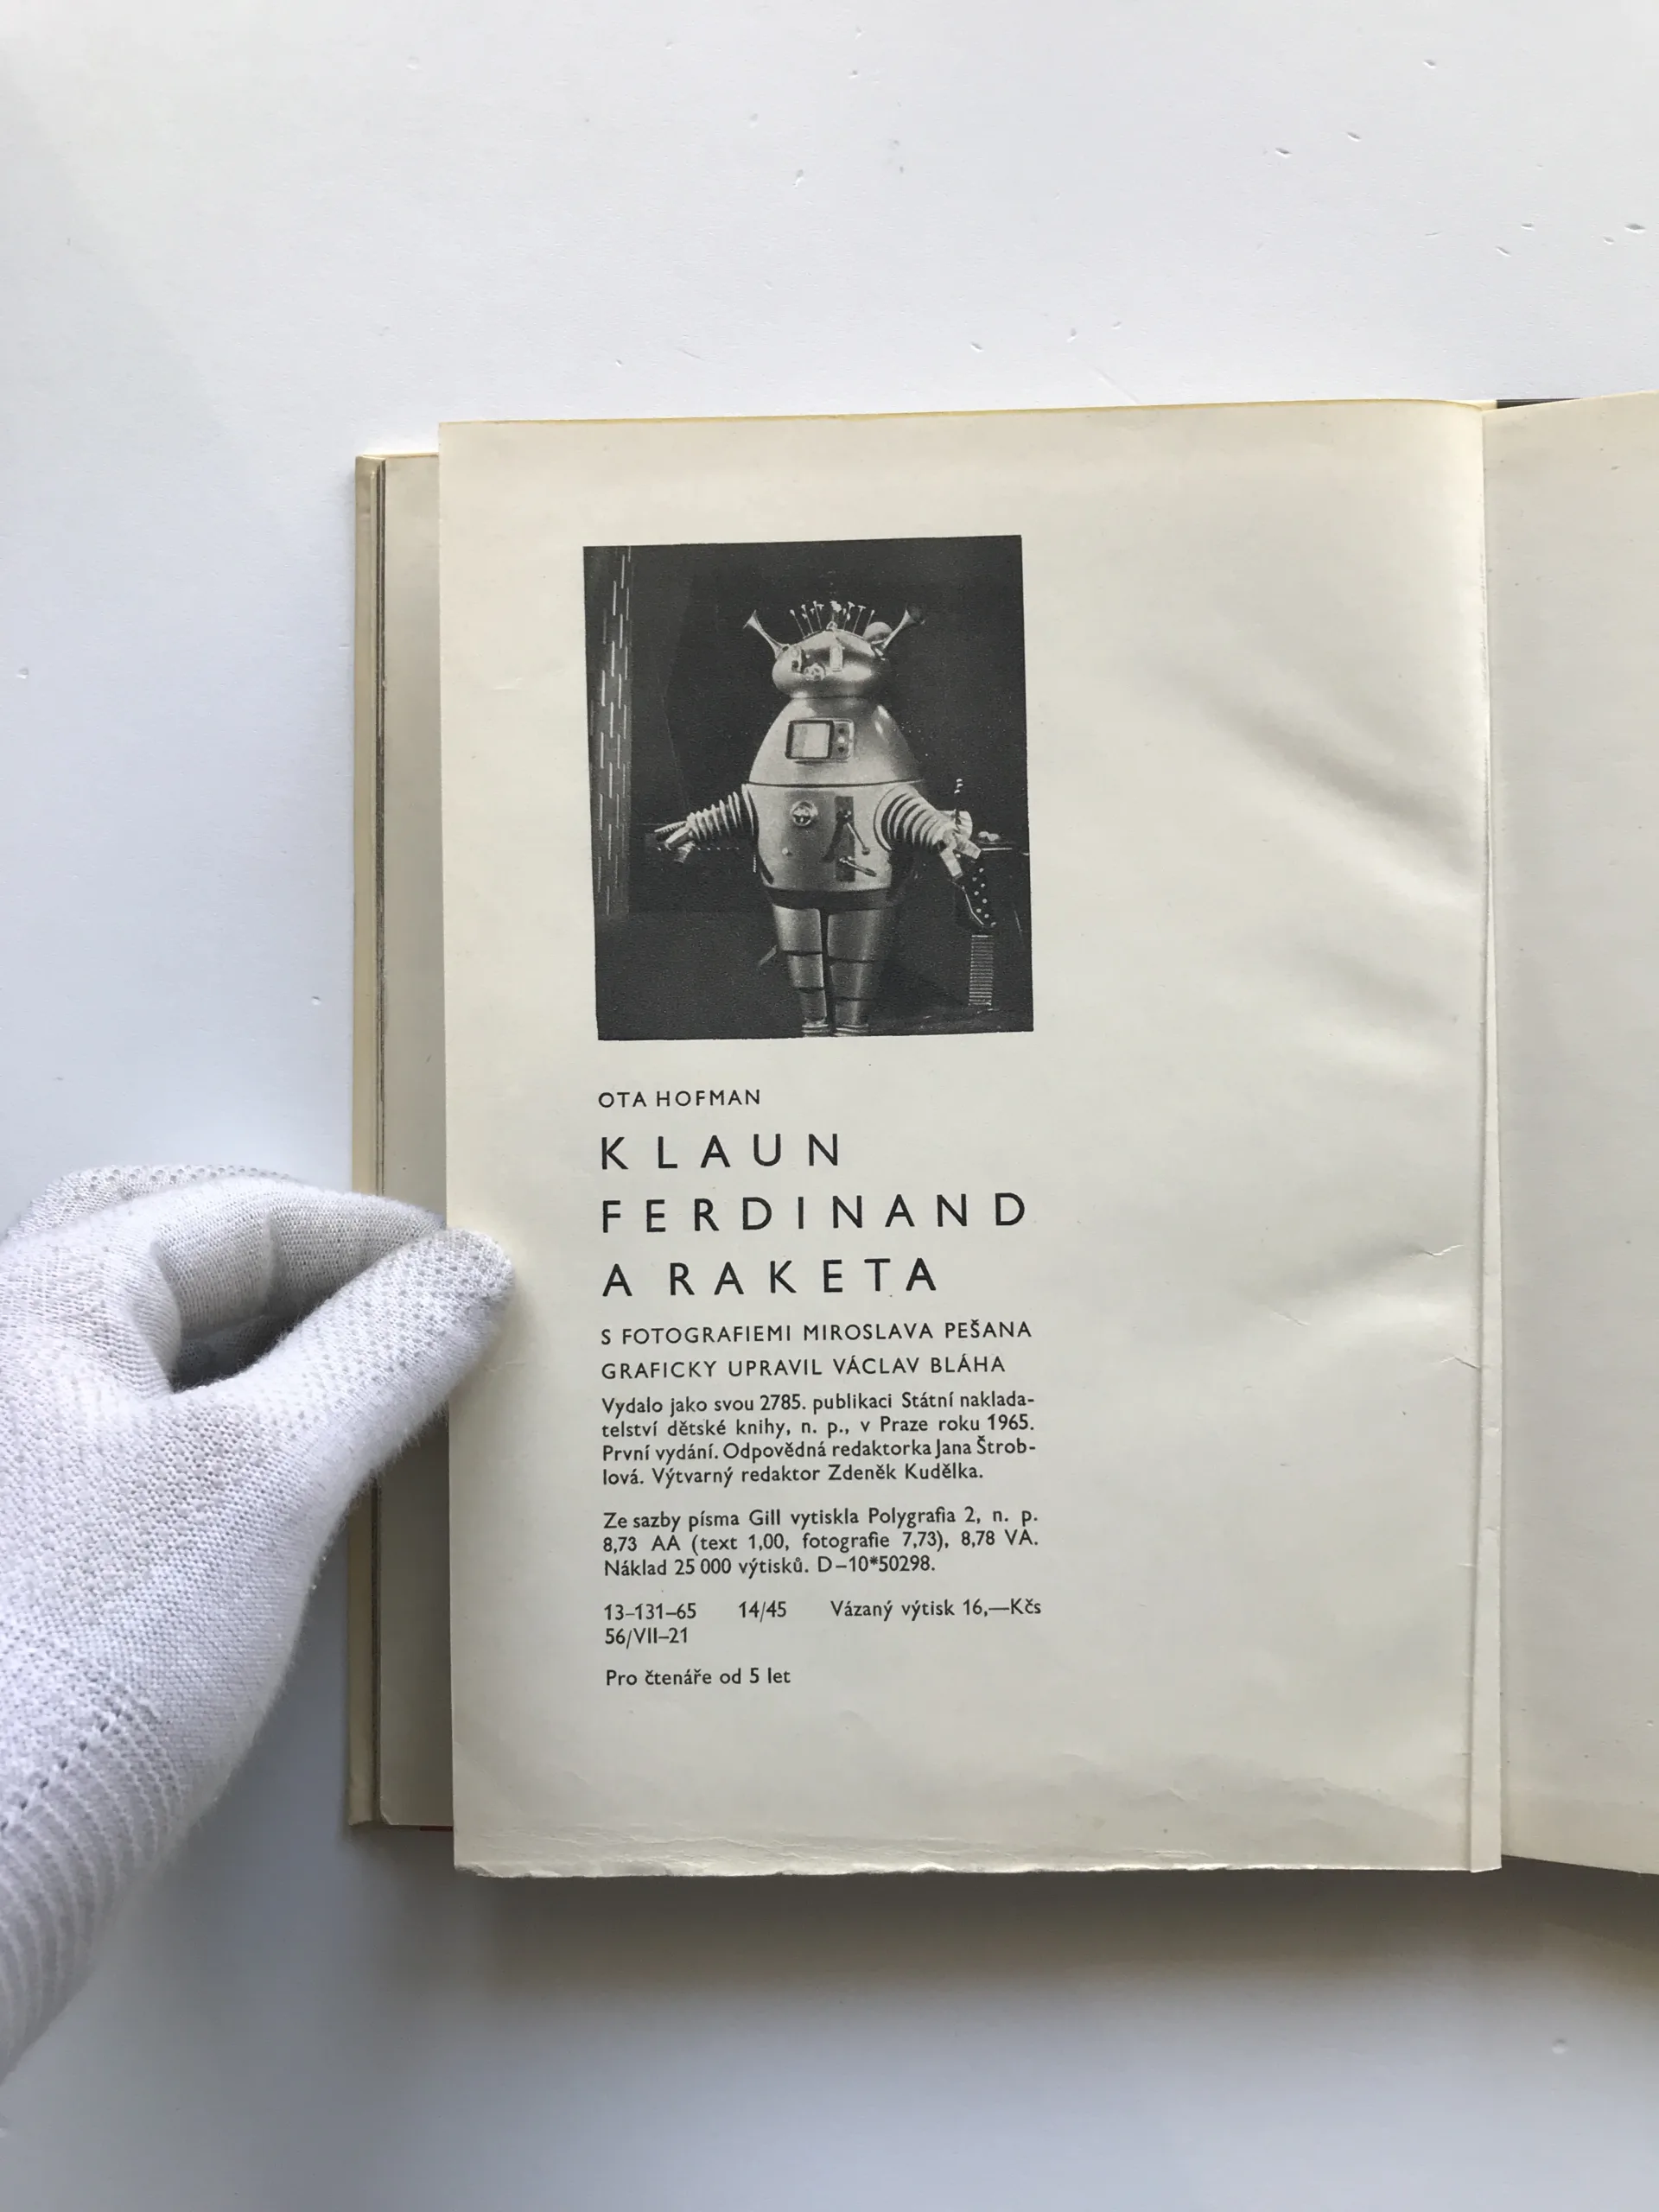 OTA HOFMAN
KLAUN
FERDINAND
A RAKETA
S FOTOGRAFIEMI MIROSLAVA PEŠANA
GRAFICKY UPRAVIL VÁCLAV BLÁHA
Vydalo jako svou 2785. publikaci Státní naklada-
telství dětské knihy, n. p., v Praze roku 1965.
První vydání. Odpovědná redaktorka Jana Štrob-
lová. Výtvarný redaktor Zdeněk Kudělka.
Ze sazby písma Gill vytiskla Polygrafia 2, n. p.
8,73 AA (text 1,00, fotografie 7,73), 8,78 VA.
Náklad 25 000 výtisků. D–10*50298.
13–131–65 14/45 Vázaný výtisk 16,—Kčs
56/VII–21
Pro čtenáře od 5 let